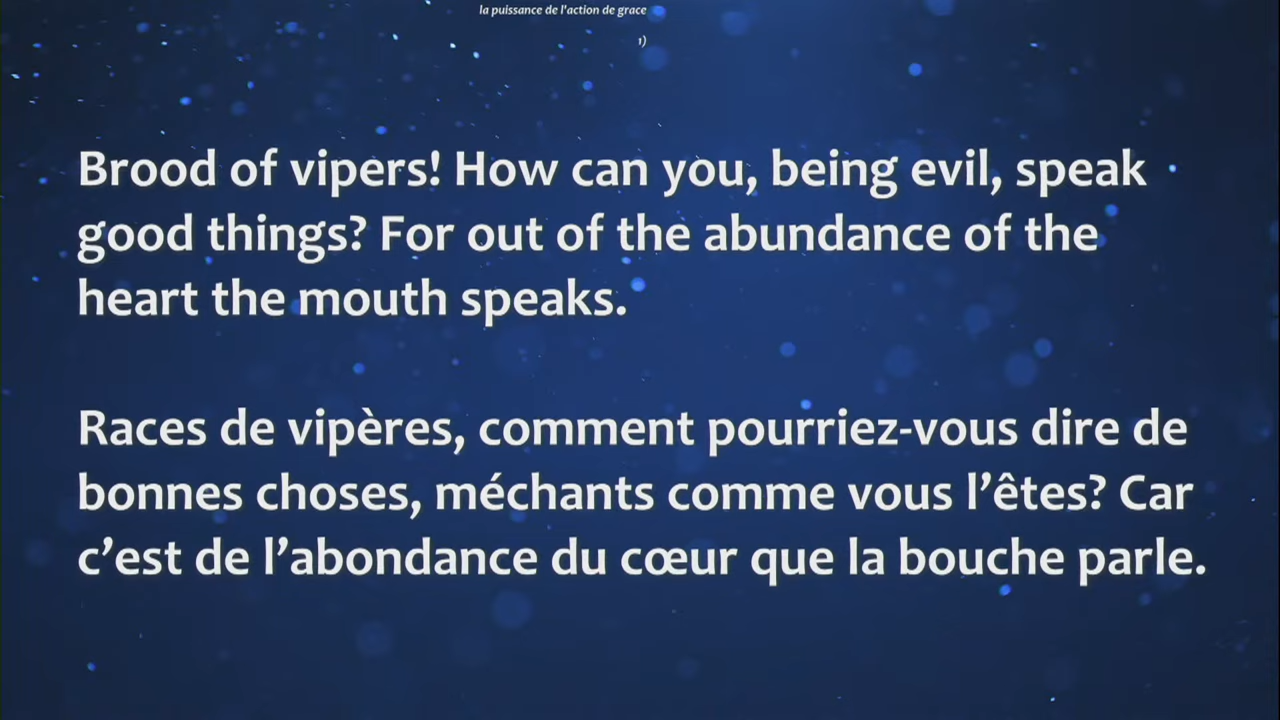 la puissance de l'action de grace
1)
Brood of vipers! How can you, being evil, speak
good things? For out of the abundance of the
heart the mouth speaks.
Races de vipères, comment pourriez-vous dire de
bonnes choses, méchants comme vous l’êtes? Car
c’est de l’abondance du cœur que la bouche parle.